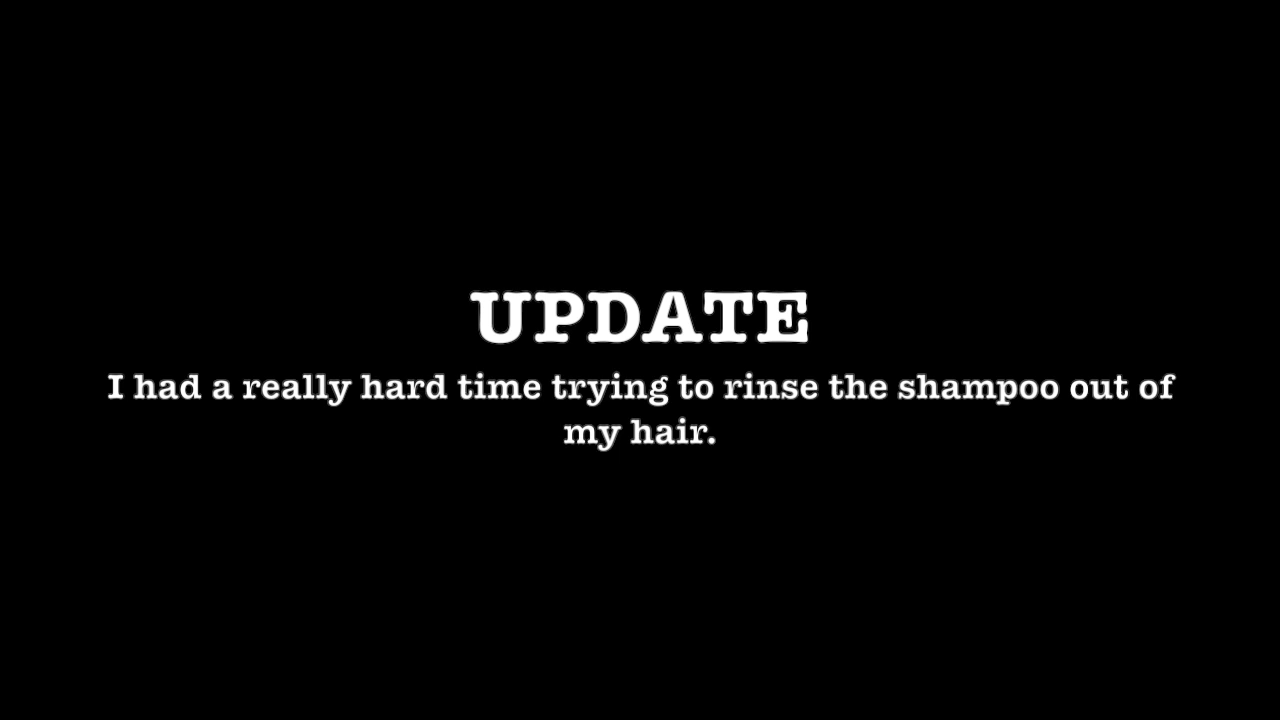 UPDATE
I had a really hard time trying to rinse the shampoo out of
my hair.